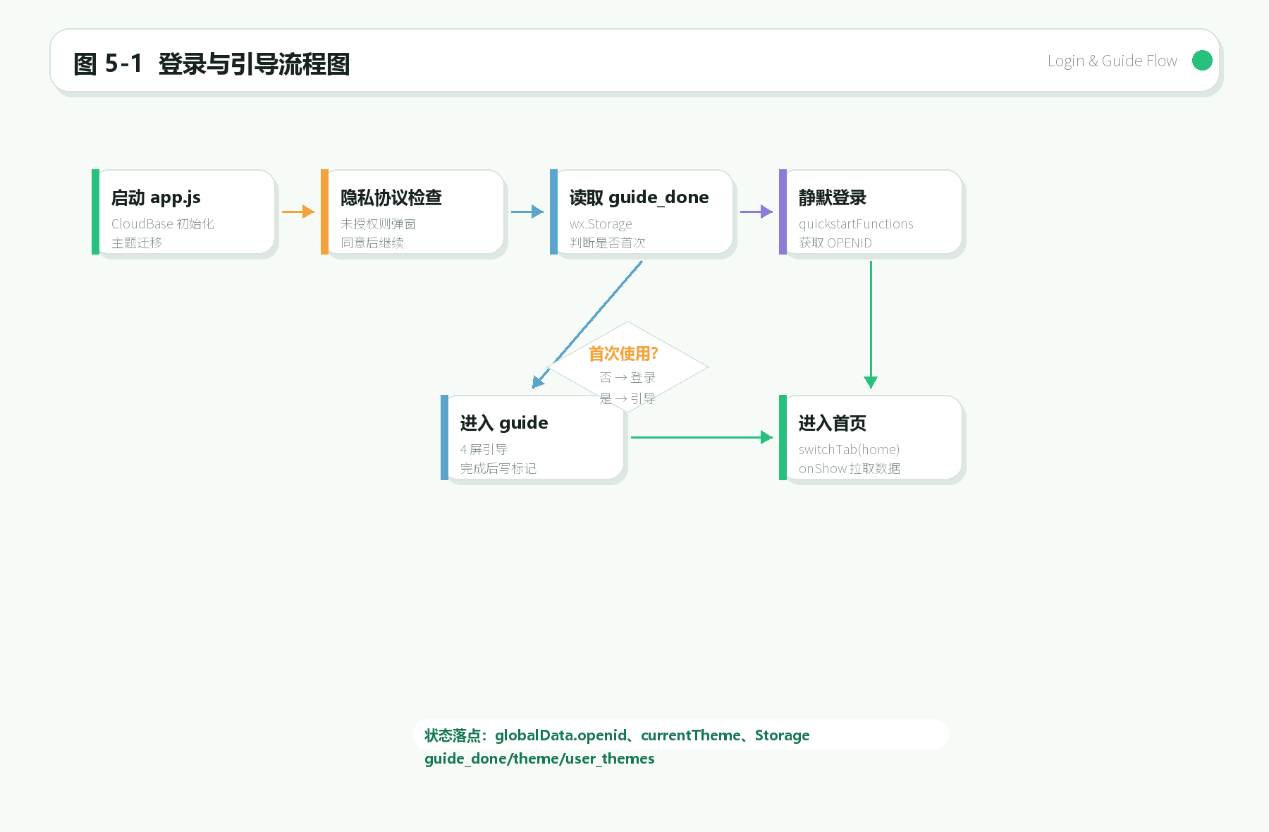 图 5-1 登录与引导流程图
Login & Guide Flow
启动 app.js
CloudBase 初始化
主题迁移
隐私协议检查
未授权则弹窗
同意后继续
读取 guide_done
wx.Storage
判断是否首次
静默登录
quickstartFunctions
获取 OPENID
首次使用?
否 → 登录
是 → 引导
进入 guide
4 屏引导
完成后写标记
进入首页
switchTab(home)
onShow 拉取数据
状态落点：globalData.openid、currentTheme、Storage
guide_done/theme/user_themes